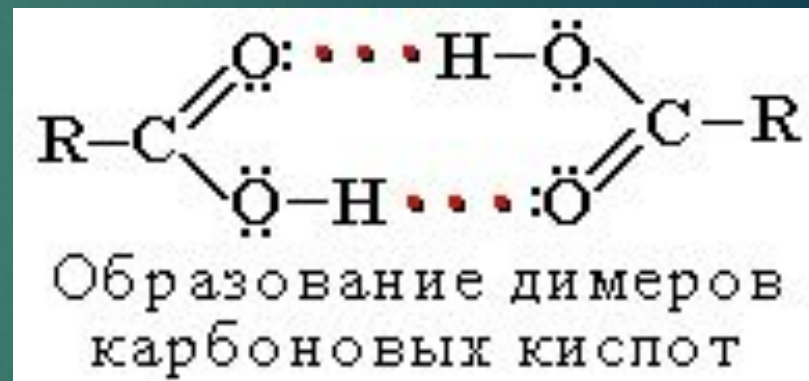 O: H–O
R–C C–R
O–H :O
Образование димеров
карбоновых кислот